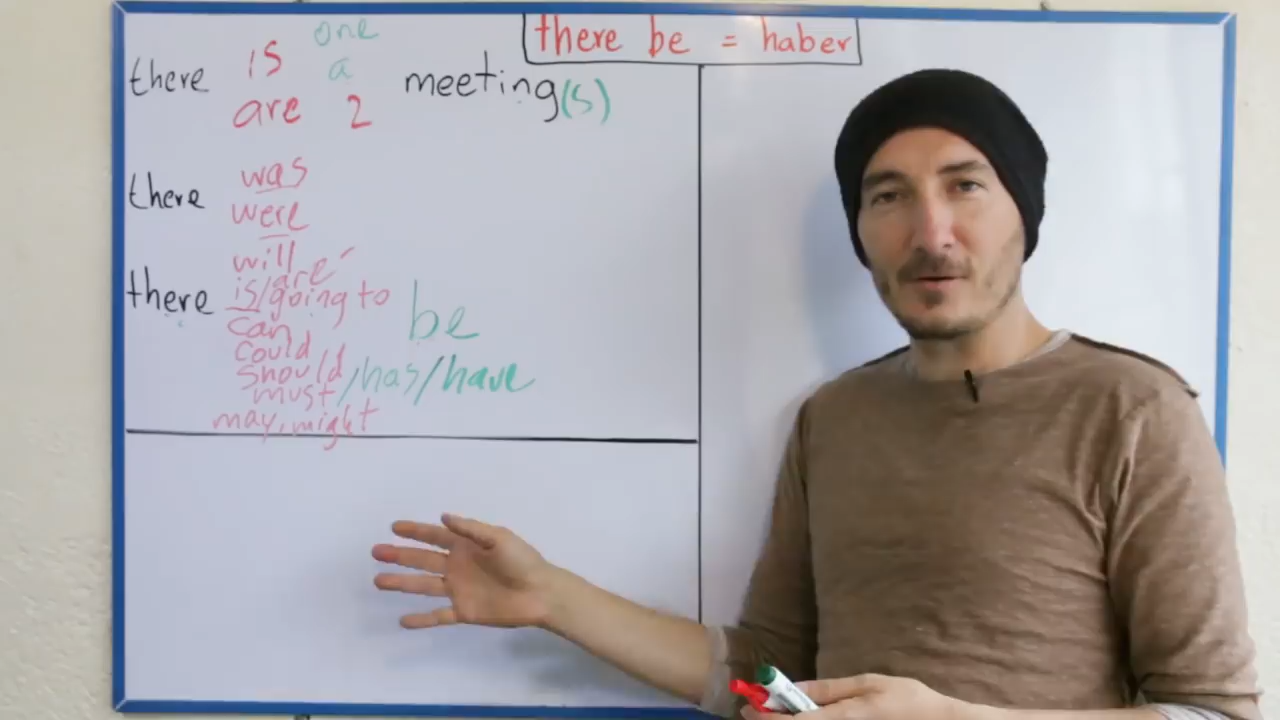 there be = haber
one
there is a meeting(s)
are 2
there was
were
will
is/are
there going to be
can
could
should /has/have
must
may, might